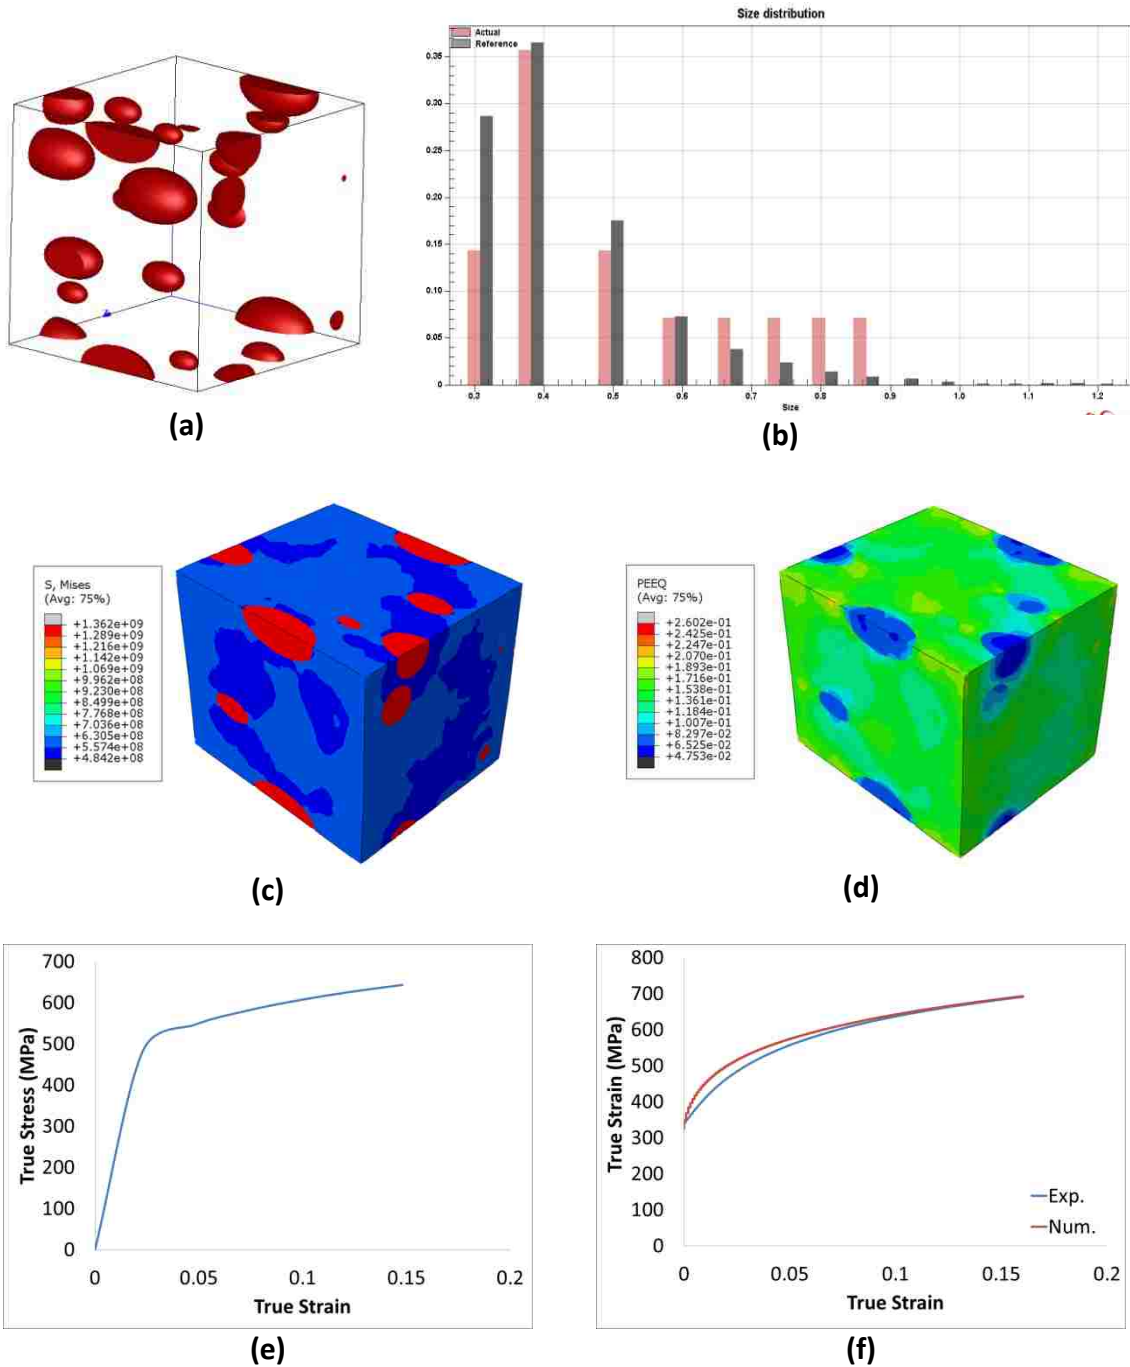 Size distribution
Actual
Reference
0.35
0.30
0.25
0.20
0.15
0.10
0.05
0
0.3 0.4 0.5 0.6 0.7 0.8 0.9 1.0 1.1 1.2
Size
(a)
(b)
S, Mises
(Avg: 75%)
+1.362e+09
+1.289e+09
+1.216e+09
+1.142e+09
+1.069e+09
+9.962e+08
+9.230e+08
+8.499e+08
+7.768e+08
+7.036e+08
+6.305e+08
+5.574e+08
+4.842e+08
(c)
PEEQ
(Avg: 75%)
+2.602e-01
+2.425e-01
+2.247e-01
+2.070e-01
+1.893e-01
+1.716e-01
+1.538e-01
+1.361e-01
+1.184e-01
+1.007e-01
+8.297e-02
+6.525e-02
+4.753e-02
(d)
700
600
500
400
300
200
100
0
True Stress (MPa)
0 0.05 0.1 0.15 0.2
True Strain
(e)
800
700
600
500
400
300
200
100
0
True Strain (MPa)
Exp.
Num.
0 0.05 0.1 0.15 0.2
True Strain
(f)